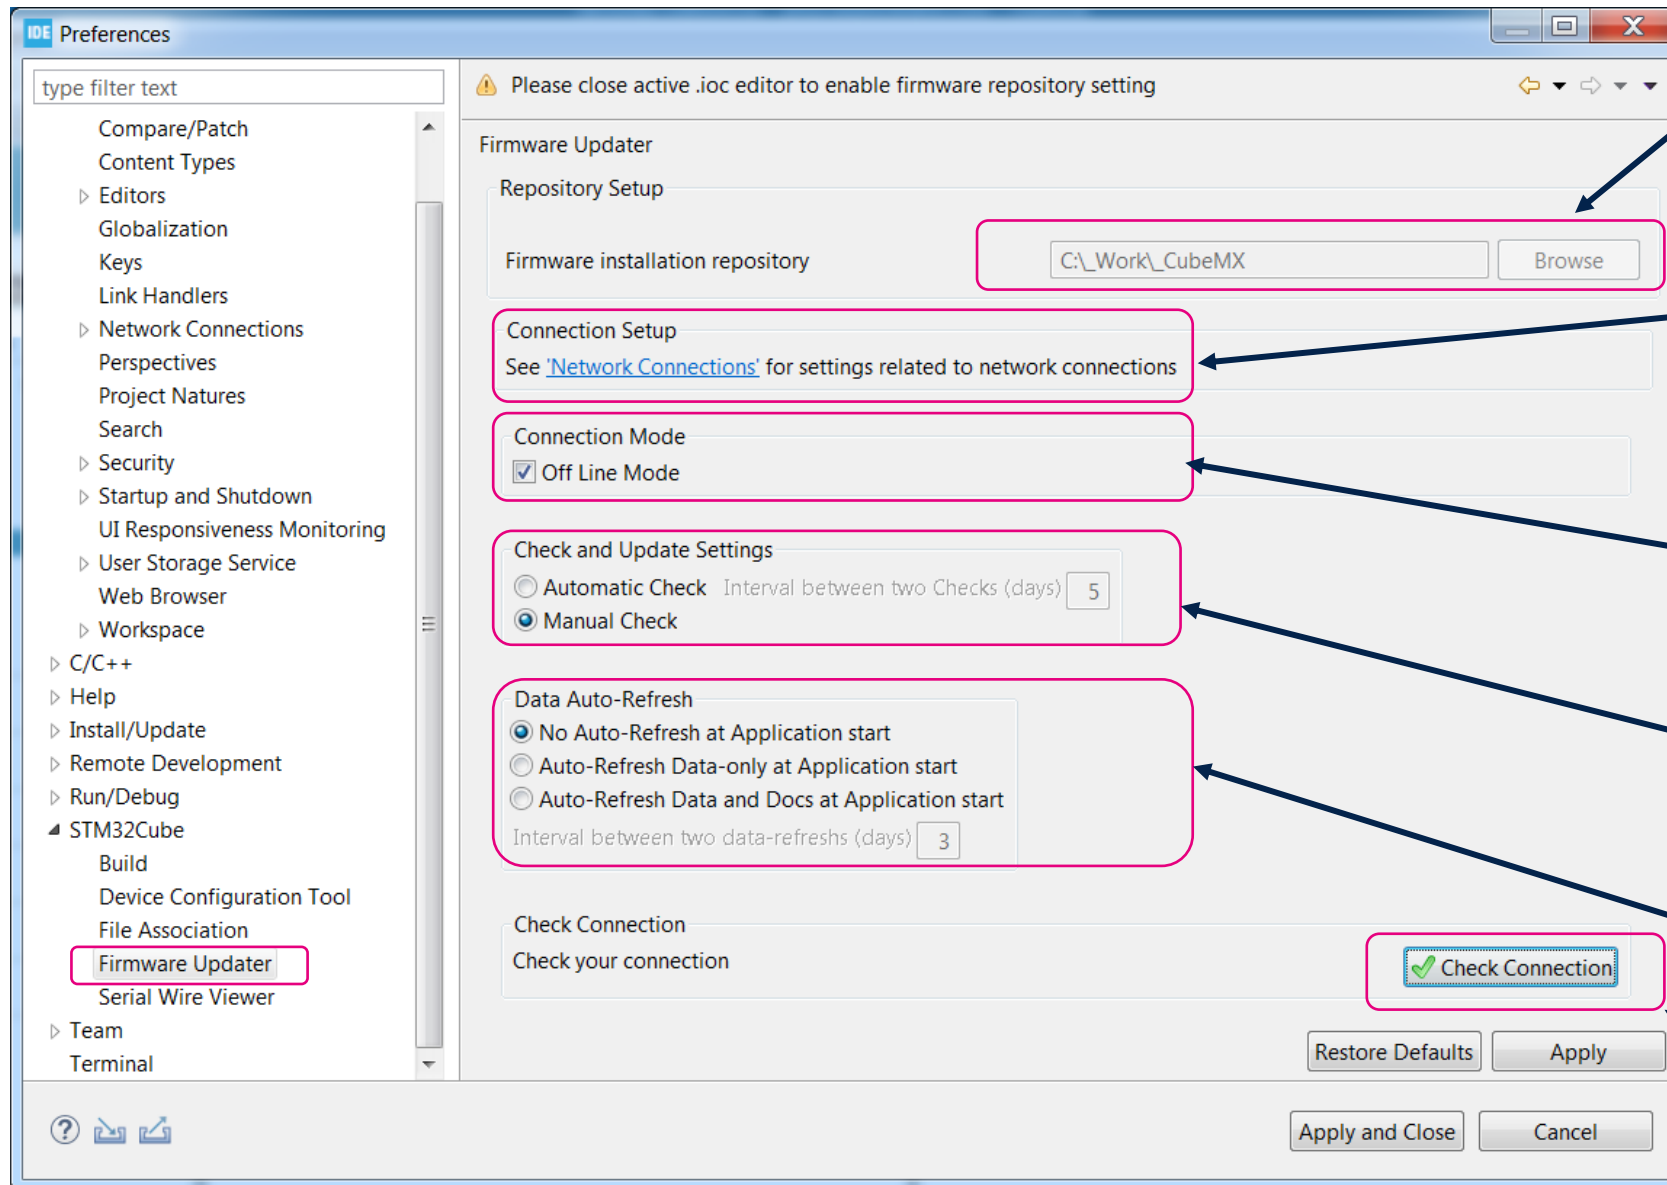 IDE Preferences
type filter text
Compare/Patch
Content Types
Editors
Globalization
Keys
Link Handlers
Network Connections
Perspectives
Project Natures
Search
Security
Startup and Shutdown
UI Responsiveness Monitoring
User Storage Service
Web Browser
Workspace
C/C++
Help
Install/Update
Remote Development
Run/Debug
STM32Cube
Build
Device Configuration Tool
File Association
Firmware Updater
Serial Wire Viewer
Team
Terminal
Please close active .ioc editor to enable firmware repository setting
Firmware Updater
Repository Setup
Firmware installation repository C:\_Work\_CubeMX Browse
Connection Setup
See 'Network Connections' for settings related to network connections
Connection Mode
Off Line Mode
Check and Update Settings
Automatic Check Interval between two Checks (days) 5
Manual Check
Data Auto-Refresh
No Auto-Refresh at Application start
Auto-Refresh Data-only at Application start
Auto-Refresh Data and Docs at Application start
Interval between two data-refreshs (days) 3
Check Connection
Check your connection Check Connection
Restore Defaults Apply
Apply and Close Cancel